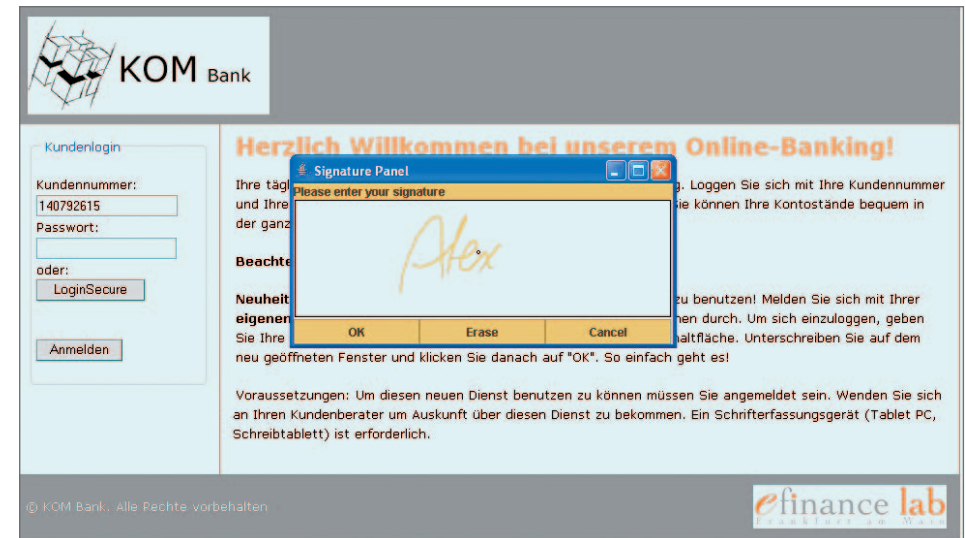 KOM Bank
Kundenlogin
Kundennummer:
140792615
Passwort:
oder:
LoginSecure
Anmelden
Herzlich Willkommen bei unserem Online-Banking!
Ihre tägl g. Loggen Sie sich mit Ihre Kundennummer
und Ihre ie können Ihre Kontostände bequem in
der ganz
Beachte
Neuheit zu benutzen! Melden Sie sich mit Ihrer
eigenen nen durch. Um sich einzuloggen, geben
Sie Ihre haltfläche. Unterschreiben Sie auf dem
neu geöffneten Fenster und klicken Sie danach auf "OK". So einfach geht es!
Voraussetzungen: Um diesen neuen Dienst benutzen zu können müssen Sie angemeldet sein. Wenden Sie sich
an Ihren Kundenberater um Auskunft über diesen Dienst zu bekommen. Ein Schrifterfassungsgerät (Tablet PC,
Schreibtablett) ist erforderlich.
Signature Panel
Please enter your signature
Alex
OK Erase Cancel
© KOM Bank. Alle Rechte vorbehalten
efinance lab
Frankfurt am Main